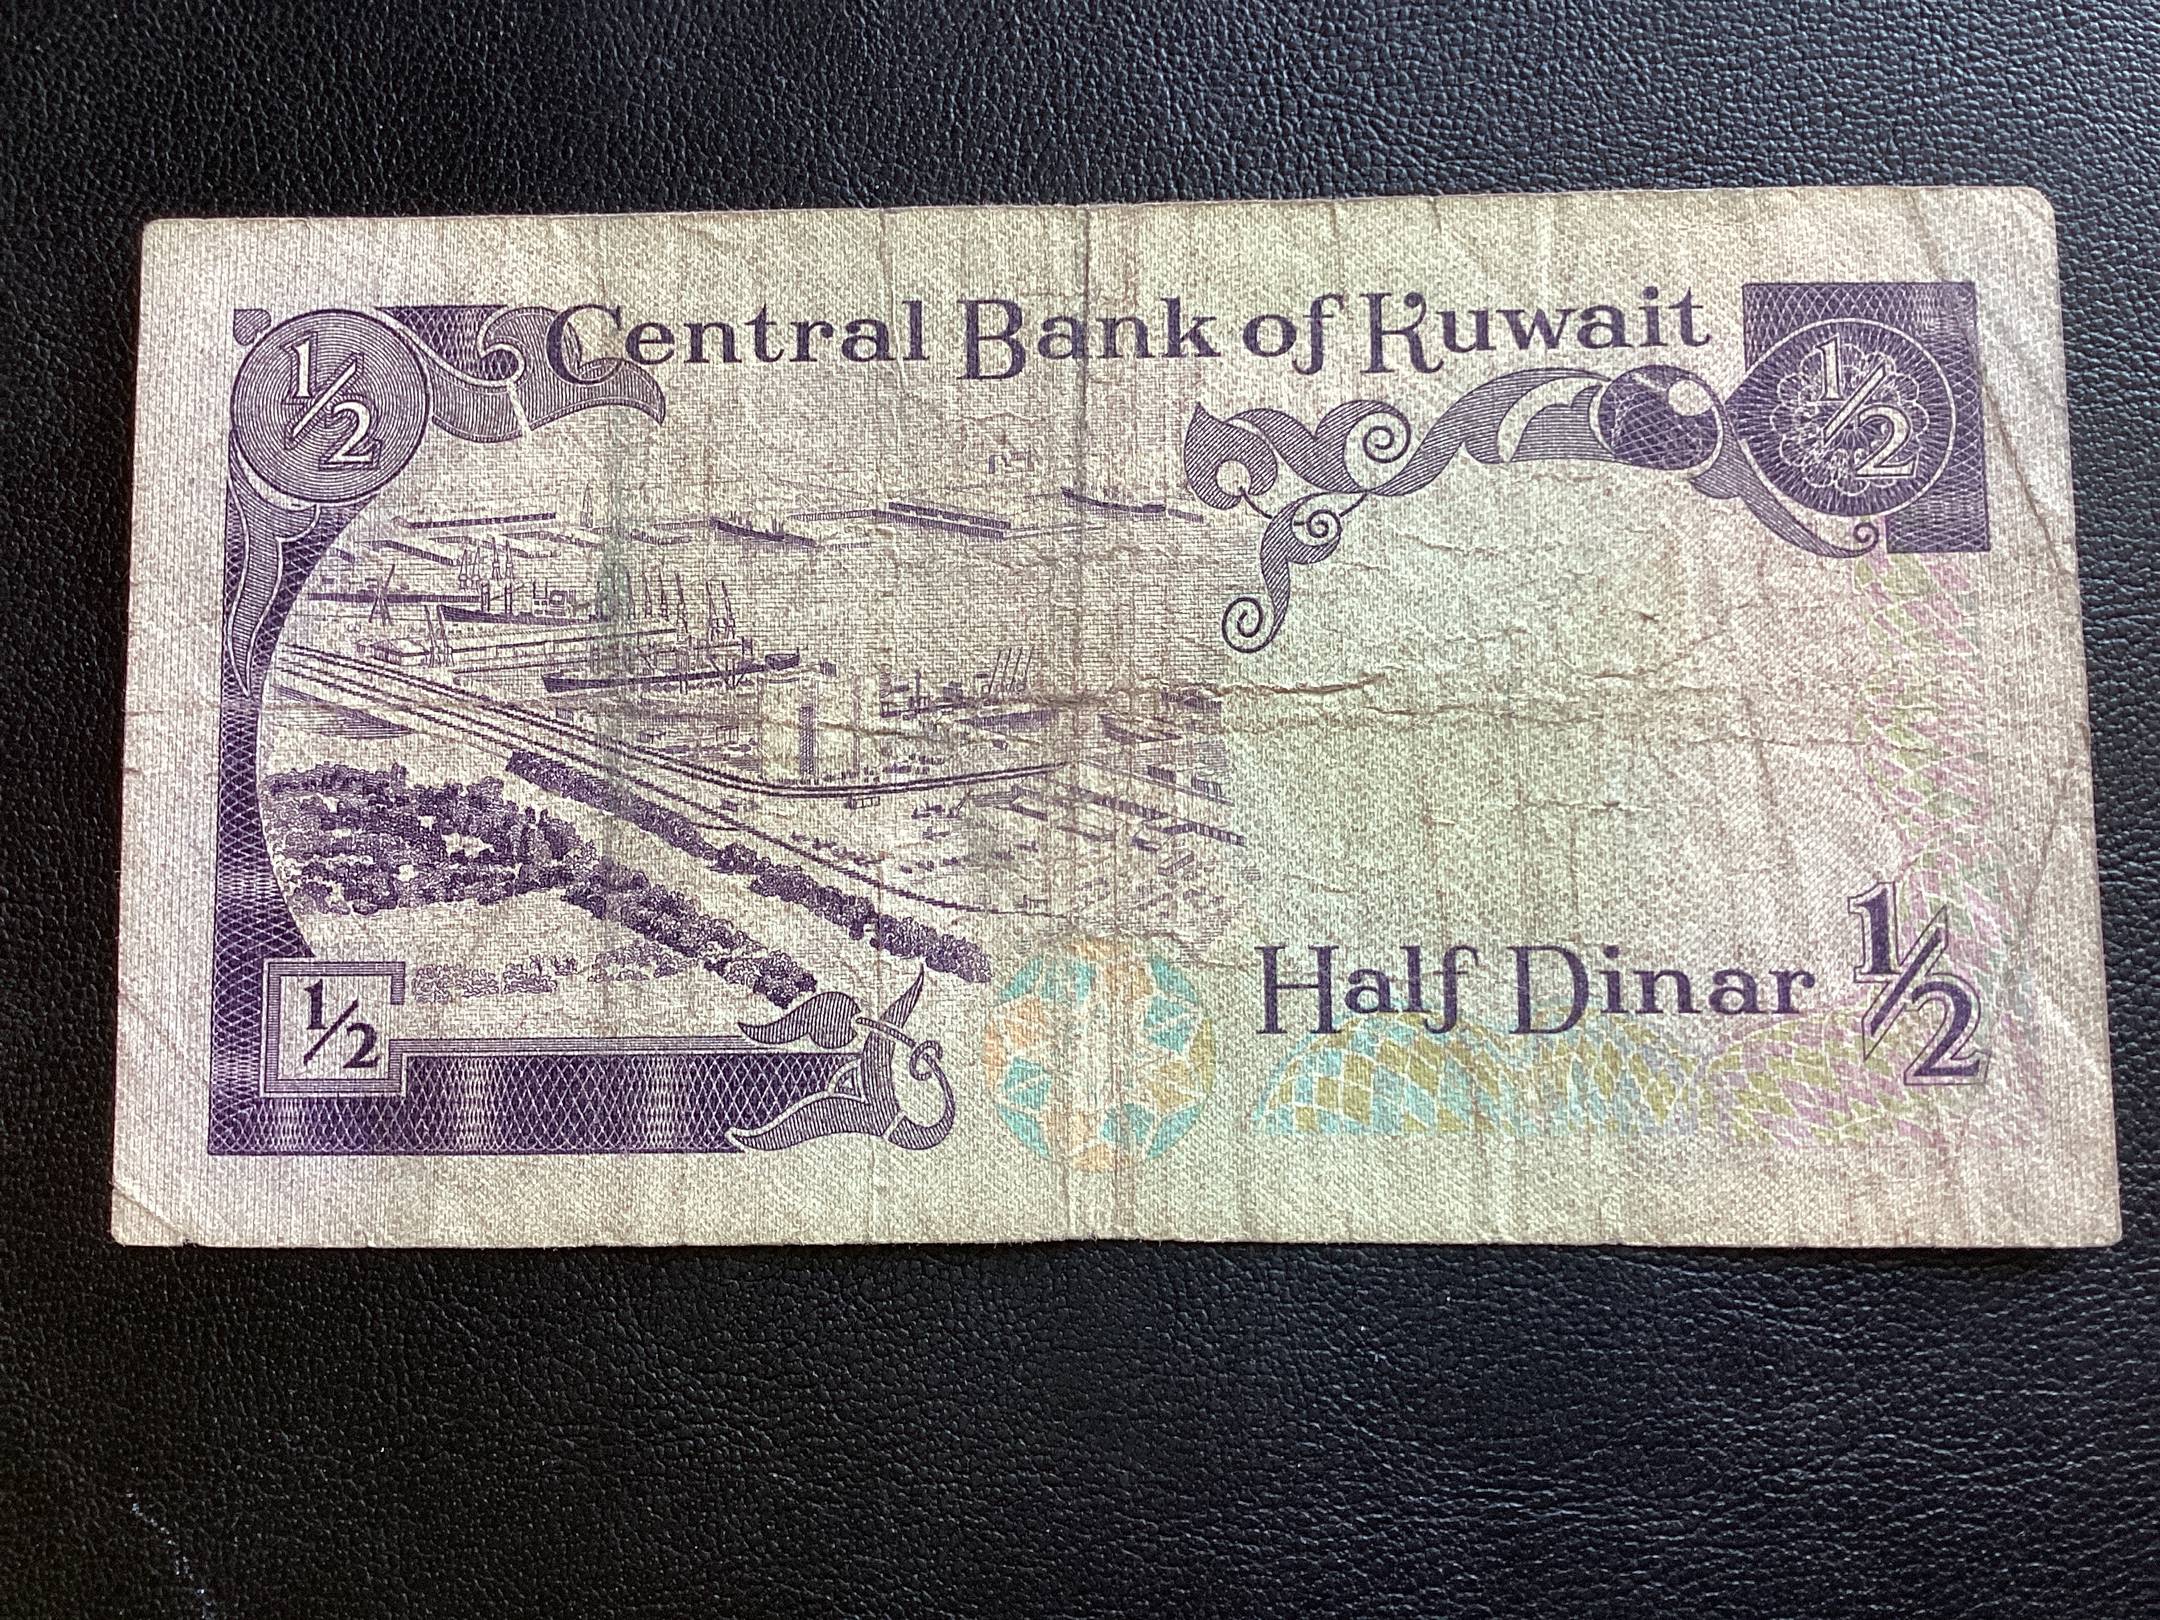 1/2 Central Bank of Kuwait 1/2
Half Dinar 1/2
1/2